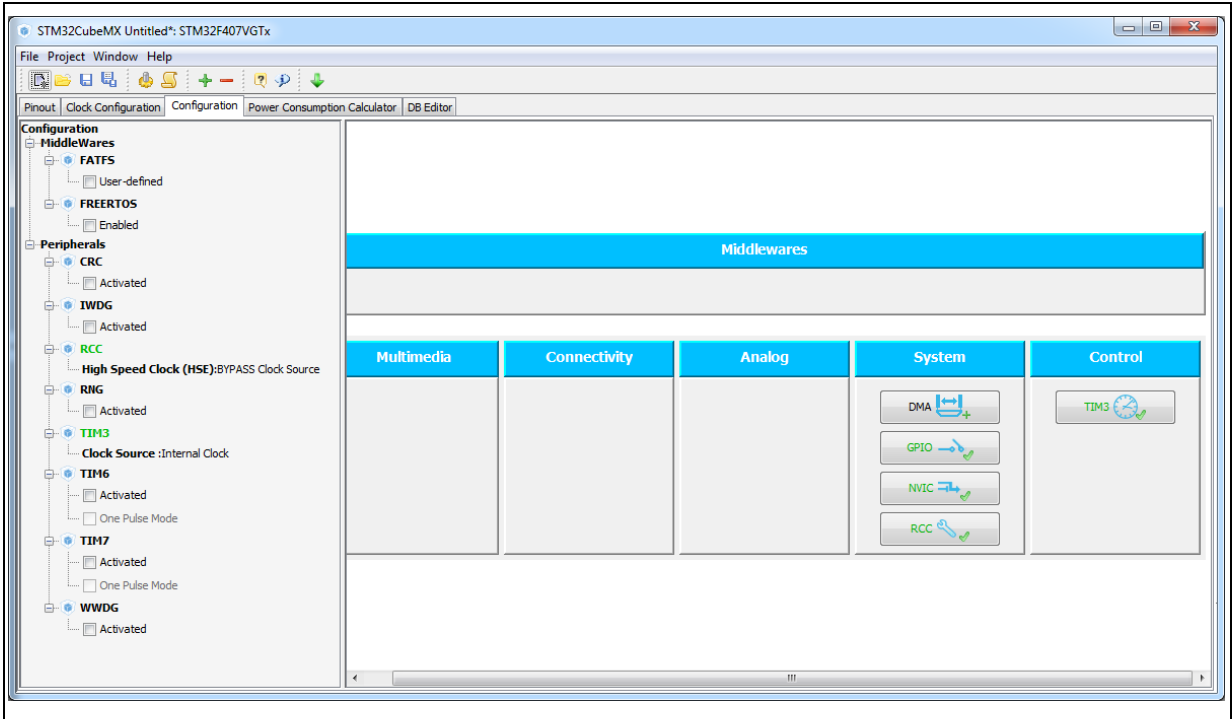 STM32CubeMX Untitled*: STM32F407VGTx
File Project Window Help
Pinout Clock Configuration Configuration Power Consumption Calculator DB Editor
Configuration
MiddleWares
FATFS
User-defined
FREERTOS
Enabled
Peripherals
CRC
Activated
IWDG
Activated
RCC
High Speed Clock (HSE):BYPASS Clock Source
RNG
Activated
TIM3
Clock Source :Internal Clock
TIM6
Activated
One Pulse Mode
TIM7
Activated
One Pulse Mode
WWDG
Activated
Middlewares
Multimedia Connectivity Analog System Control
DMA TIM3
GPIO
NVIC
RCC